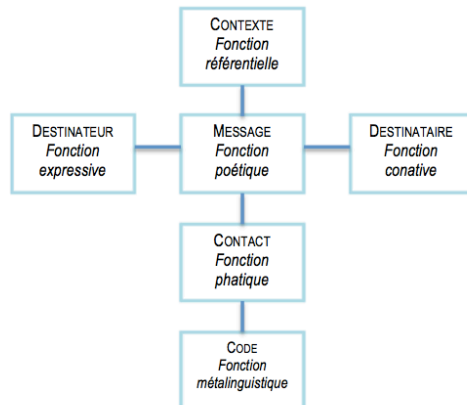 CONTEXTE
Fonction
référentielle
DESTINATEUR
Fonction
expressive
MESSAGE
Fonction
poétique
DESTINATAIRE
Fonction
conative
CONTACT
Fonction
phatique
CODE
Fonction
métalinguistique